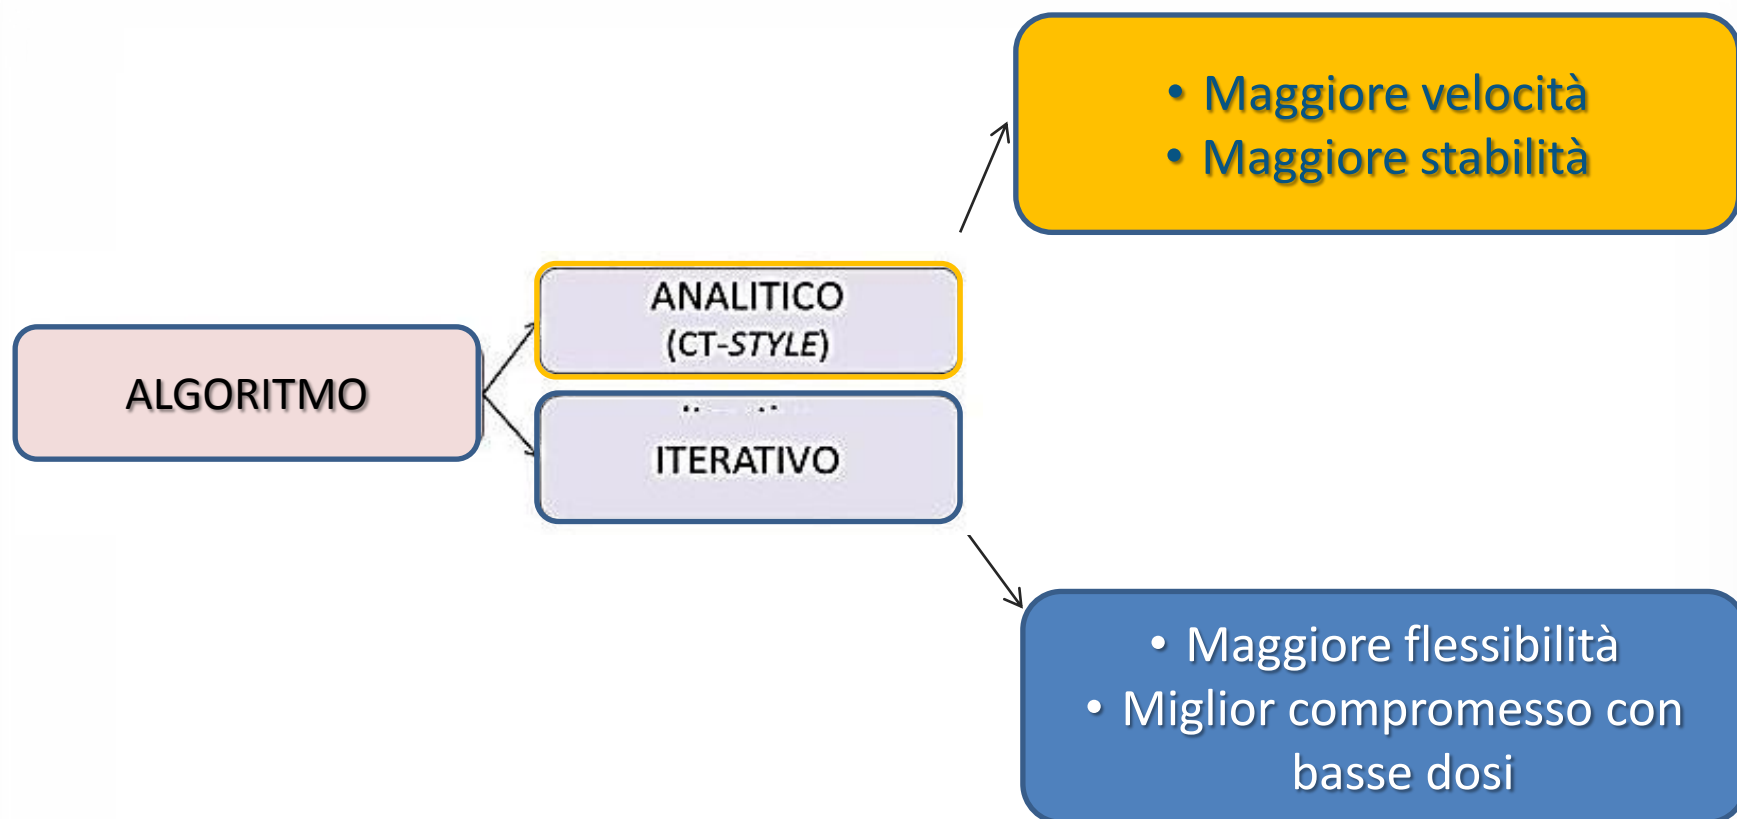 • Maggiore velocità
• Maggiore stabilità
ANALITICO
(CT-STYLE)
ALGORITMO
ITERATIVO
• Maggiore flessibilità
• Miglior compromesso con
basse dosi